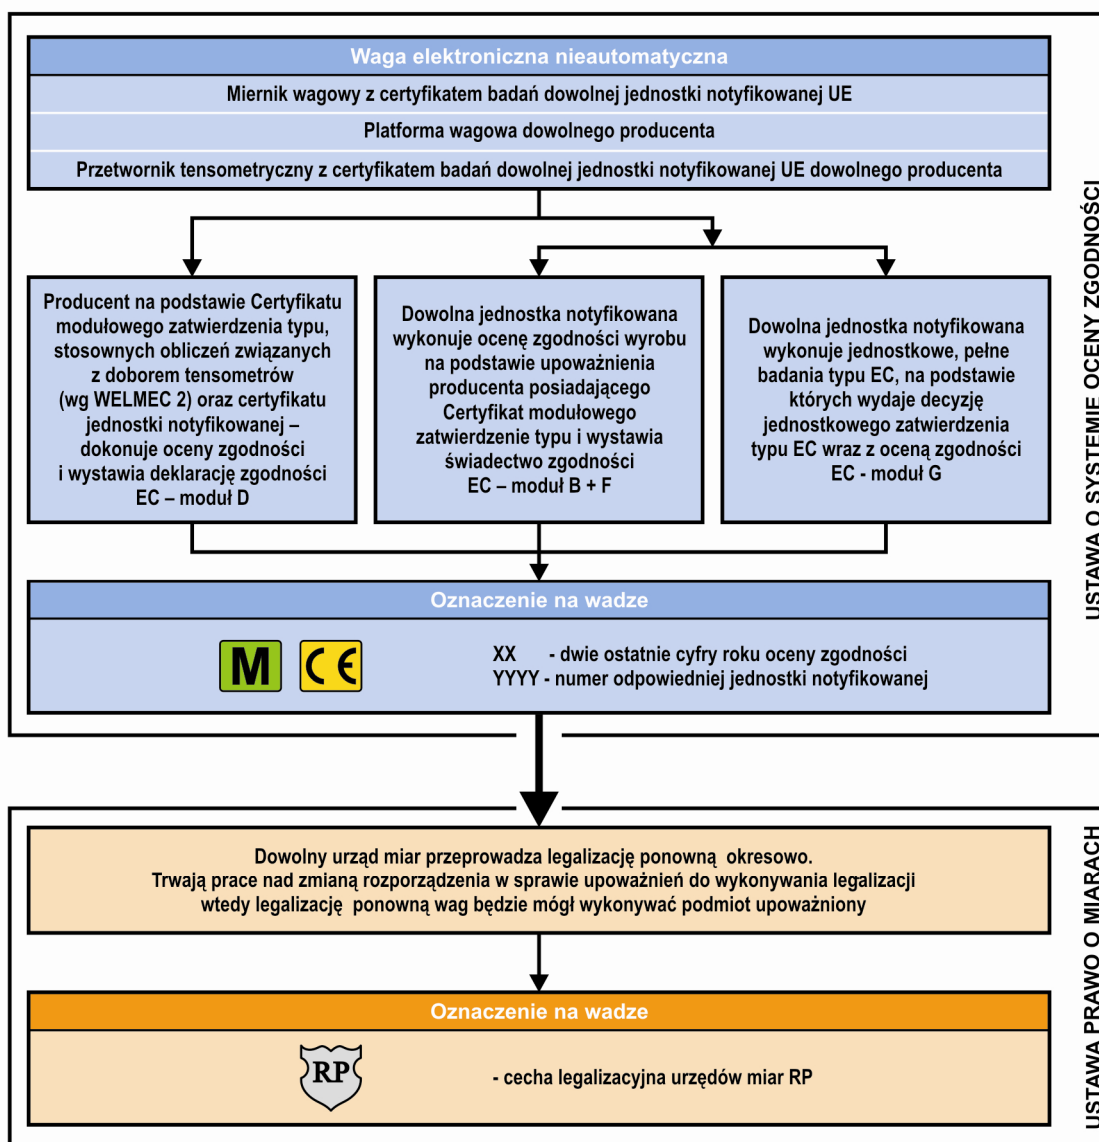 Waga elektroniczna nieautomatyczna
Miernik wagowy z certyfikatem badań dowolnej jednostki notyfikowanej UE
Platforma wagowa dowolnego producenta
Przetwornik tensometryczny z certyfikatem badań dowolnej jednostki notyfikowanej UE dowolnego producenta
Producent na podstawie Certyfikatu
modułowego zatwierdzenia typu,
stosownych obliczeń związanych
z doborem tensometrów
(wg WELMEC 2) oraz certyfikatu
jednostki notyfikowanej –
dokonuje oceny zgodności
i wystawia deklarację zgodności
EC – moduł D
Dowolna jednostka notyfikowana
wykonuje ocenę zgodności wyrobu
na podstawie upoważnienia
producenta posiadającego
Certyfikat modułowego
zatwierdzenie typu i wystawia
świadectwo zgodności
EC – moduł B + F
Dowolna jednostka notyfikowana
wykonuje jednostkowe, pełne
badania typu EC, na podstawie
których wydaje decyzję
jednostkowego zatwierdzenia
typu EC wraz z oceną zgodności
EC - moduł G
Oznaczenie na wadze
M CE
XX - dwie ostatnie cyfry roku oceny zgodności
YYYY - numer odpowiedniej jednostki notyfikowanej
USTAWA O SYSTEMIE OCENY ZGODNOŚCI
Dowolny urząd miar przeprowadza legalizację ponowną okresowo.
Trwają prace nad zmianą rozporządzenia w sprawie upoważnień do wykonywania legalizacji
wtedy legalizację ponowną wag będzie mógł wykonywać podmiot upoważniony
Oznaczenie na wadze
RP
- cecha legalizacyjna urzędów miar RP
USTAWA PRAWO O MIARACH